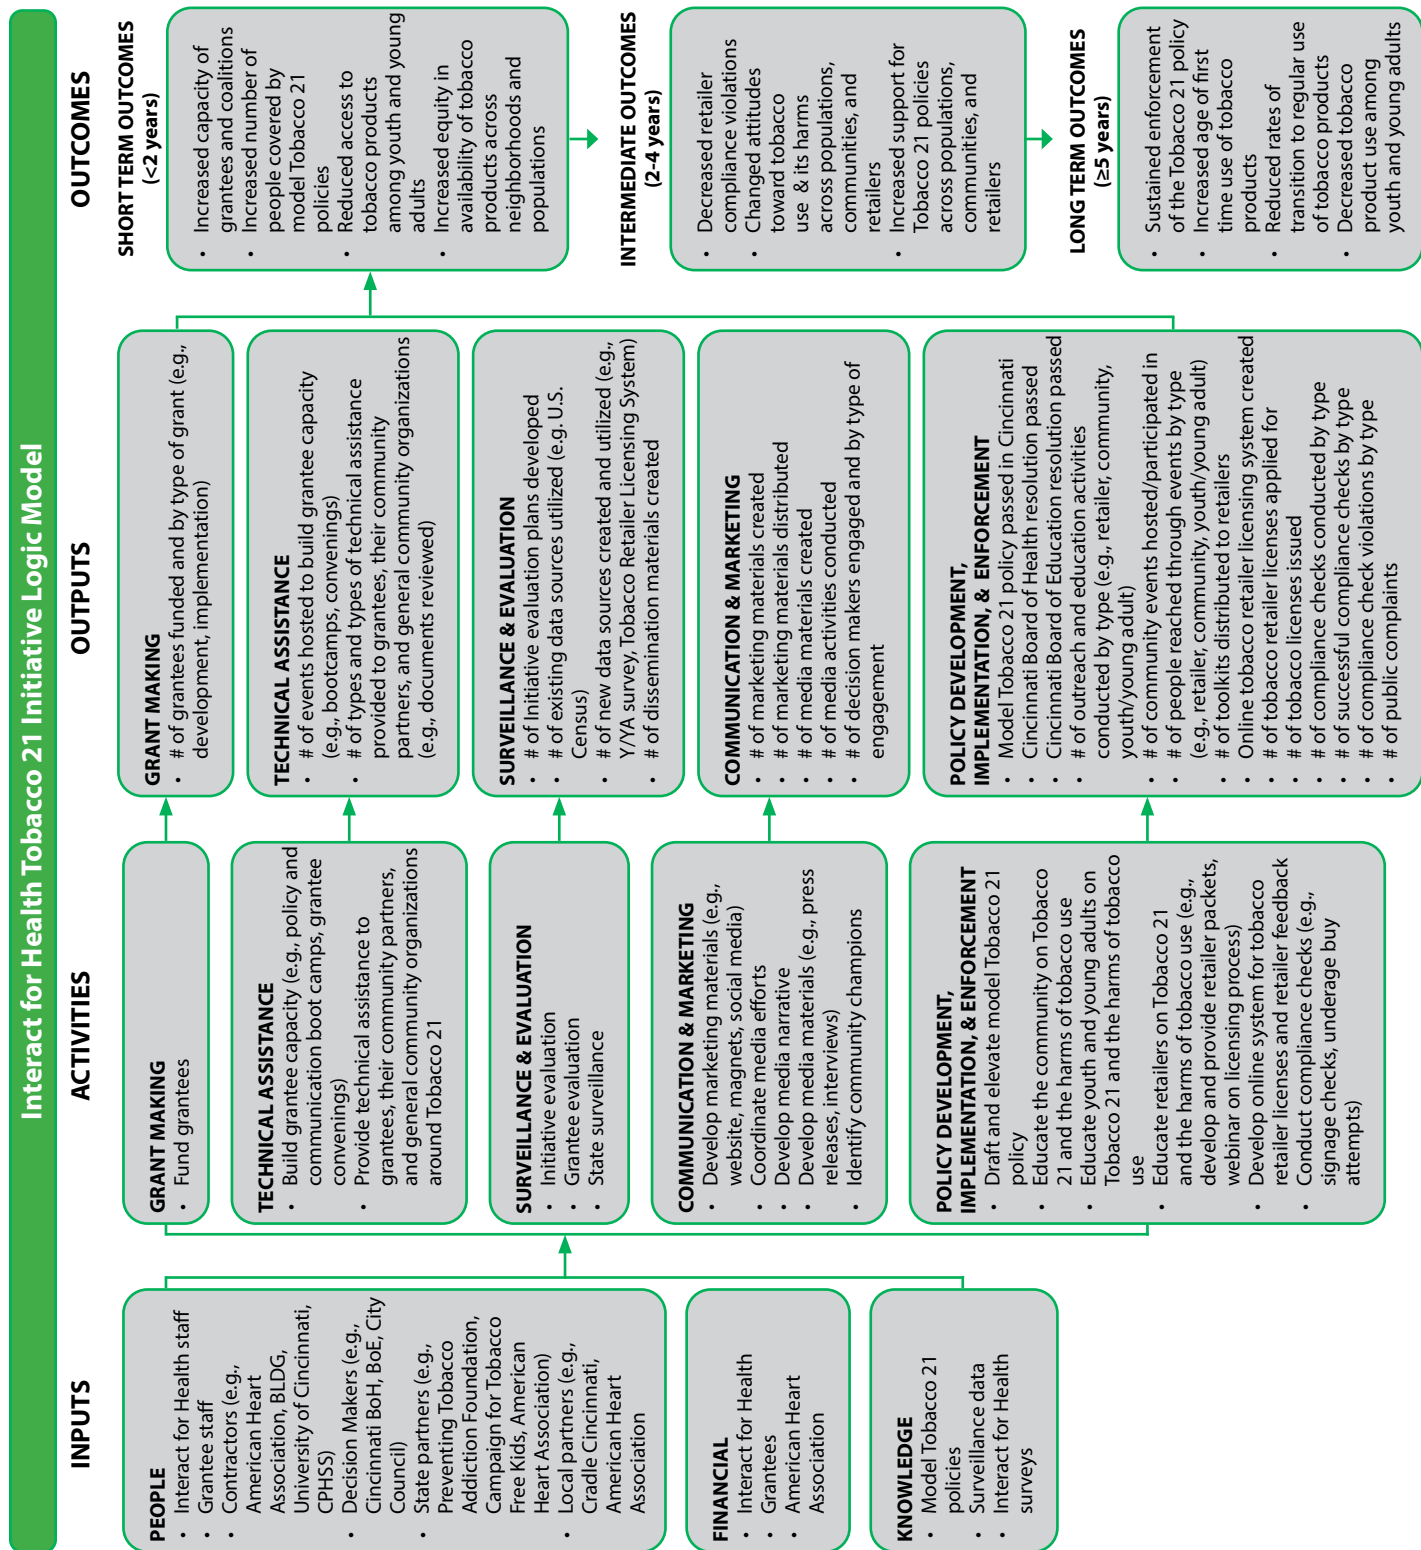 Interact for Health Tobacco 21 Initiative Logic Model
INPUTS
PEOPLE
• Interact for Health staff
• Grantee staff
• Contractors (e.g.,
American Heart
Association, BLDG,
University of Cincinnati,
CPHSS)
• Decision Makers (e.g.,
Cincinnati BoH, BoE, City
Council)
• State partners (e.g.,
Preventing Tobacco
Addiction Foundation,
Campaign for Tobacco
Free Kids, American
Heart Association)
• Local partners (e.g.,
Cradle Cincinnati,
American Heart
Association
FINANCIAL
• Interact for Health
• Grantees
• American Heart
Association
KNOWLEDGE
• Model Tobacco 21
policies
• Surveillance data
• Interact for Health
surveys
ACTIVITIES
GRANT MAKING
• Fund grantees
TECHNICAL ASSISTANCE
• Build grantee capacity (e.g., policy and
communication boot camps, grantee
convenings)
• Provide technical assistance to
grantees, their community partners,
and general community organizations
around Tobacco 21
SURVEILLANCE & EVALUATION
• Initiative evaluation
• Grantee evaluation
• State surveillance
COMMUNICATION & MARKETING
• Develop marketing materials (e.g.,
website, magnets, social media)
• Coordinate media efforts
• Develop media narrative
• Develop media materials (e.g., press
releases, interviews)
• Identify community champions
POLICY DEVELOPMENT,
IMPLEMENTATION, & ENFORCEMENT
• Draft and elevate model Tobacco 21
policy
• Educate the community on Tobacco
21 and the harms of tobacco use
• Educate youth and young adults on
Tobacco 21 and the harms of tobacco
use
• Educate retailers on Tobacco 21
and the harms of tobacco use (e.g.,
develop and provide retailer packets,
webinar on licensing process)
• Develop online system for tobacco
retailer licenses and retailer feedback
• Conduct compliance checks (e.g.,
signage checks, underage buy
attempts)
OUTPUTS
GRANT MAKING
• # of grantees funded and by type of grant (e.g.,
development, implementation)
TECHNICAL ASSISTANCE
• # of events hosted to build grantee capacity
(e.g., bootcamps, convenings)
• # of types and types of technical assistance
provided to grantees, their community
partners, and general community organizations
(e.g., documents reviewed)
SURVEILLANCE & EVALUATION
• # of Initiative evaluation plans developed
• # of existing data sources utilized (e.g. U.S.
Census)
• # of new data sources created and utilized (e.g.,
Y/YA survey, Tobacco Retailer Licensing System)
• # of dissemination materials created
COMMUNICATION & MARKETING
• # of marketing materials created
• # of marketing materials distributed
• # of media materials created
• # of media activities conducted
• # of decision makers engaged and by type of
engagement
POLICY DEVELOPMENT,
IMPLEMENTATION, & ENFORCEMENT
• Model Tobacco 21 policy passed in Cincinnati
• Cincinnati Board of Health resolution passed
• Cincinnati Board of Education resolution passed
• # of outreach and education activities
conducted by type (e.g., retailer, community,
youth/young adult)
• # of community events hosted/participated in
• # of people reached through events by type
(e.g., retailer, community, youth/young adult)
• # of toolkits distributed to retailers
• Online tobacco retailer licensing system created
• # of tobacco retailer licenses applied for
• # of tobacco licenses issued
• # of compliance checks conducted by type
• # of successful compliance checks by type
• # of compliance check violations by type
• # of public complaints
OUTCOMES
SHORT TERM OUTCOMES
(<2 years)
• Increased capacity of
grantees and coalitions
• Increased number of
people covered by
model Tobacco 21
policies
• Reduced access to
tobacco products
among youth and young
adults
• Increased equity in
availability of tobacco
products across
neighborhoods and
populations
INTERMEDIATE OUTCOMES
(2-4 years)
• Decreased retailer
compliance violations
• Changed attitudes
toward tobacco
use & its harms
across populations,
communities, and
retailers
• Increased support for
Tobacco 21 policies
across populations,
communities, and
retailers
LONG TERM OUTCOMES
(≥5 years)
• Sustained enforcement
of the Tobacco 21 policy
• Increased age of first
time use of tobacco
products
• Reduced rates of
transition to regular use
of tobacco products
• Decreased tobacco
product use among
youth and young adults